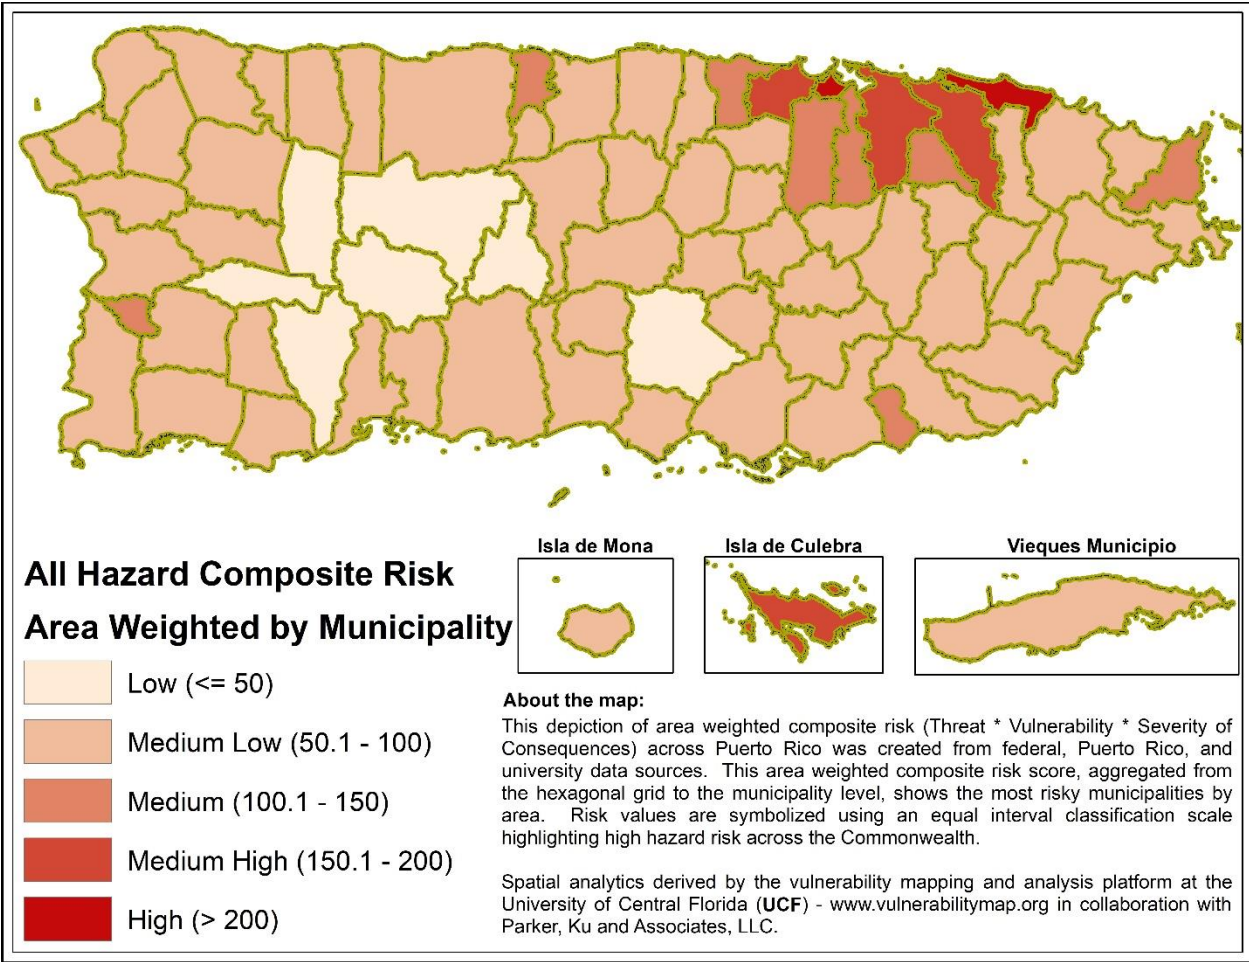 Isla de Mona
Isla de Culebra
Vieques Municipio
All Hazard Composite Risk
Area Weighted by Municipality
Low (<= 50)
Medium Low (50.1 - 100)
Medium (100.1 - 150)
Medium High (150.1 - 200)
High (> 200)
About the map:
This depiction of area weighted composite risk (Threat * Vulnerability * Severity of
Consequences) across Puerto Rico was created from federal, Puerto Rico, and
university data sources. This area weighted composite risk score, aggregated from
the hexagonal grid to the municipality level, shows the most risky municipalities by
area. Risk values are symbolized using an equal interval classification scale
highlighting high hazard risk across the Commonwealth.
Spatial analytics derived by the vulnerability mapping and analysis platform at the
University of Central Florida (UCF) - www.vulnerabilitymap.org in collaboration with
Parker, Ku and Associates, LLC.